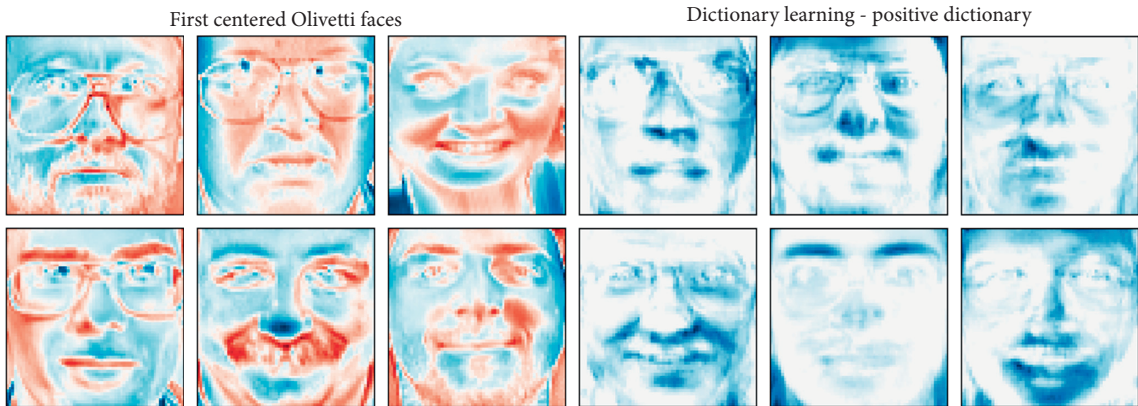 First centered Olivetti faces
Dictionary learning - positive dictionary